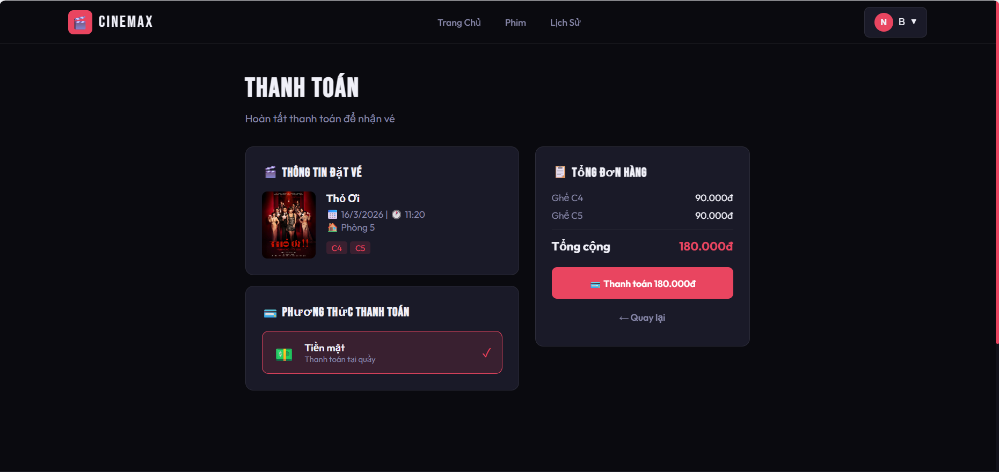 CINEMAX
Trang Chủ
Phim
Lịch Sử
N B ▼
THANH TOÁN
Hoàn tất thanh toán để nhận vé
THÔNG TIN ĐẶT VÉ
Thỏ Ơi
16/3/2026 | 11:20
Phòng 5
C4 C5
THỎ ƠI!!
PHƯƠNG THỨC THANH TOÁN
Tiền mặt
Thanh toán tại quầy
✓
TỔNG ĐƠN HÀNG
Ghế C4 90.000đ
Ghế C5 90.000đ
Tổng cộng 180.000đ
Thanh toán 180.000đ
← Quay lại